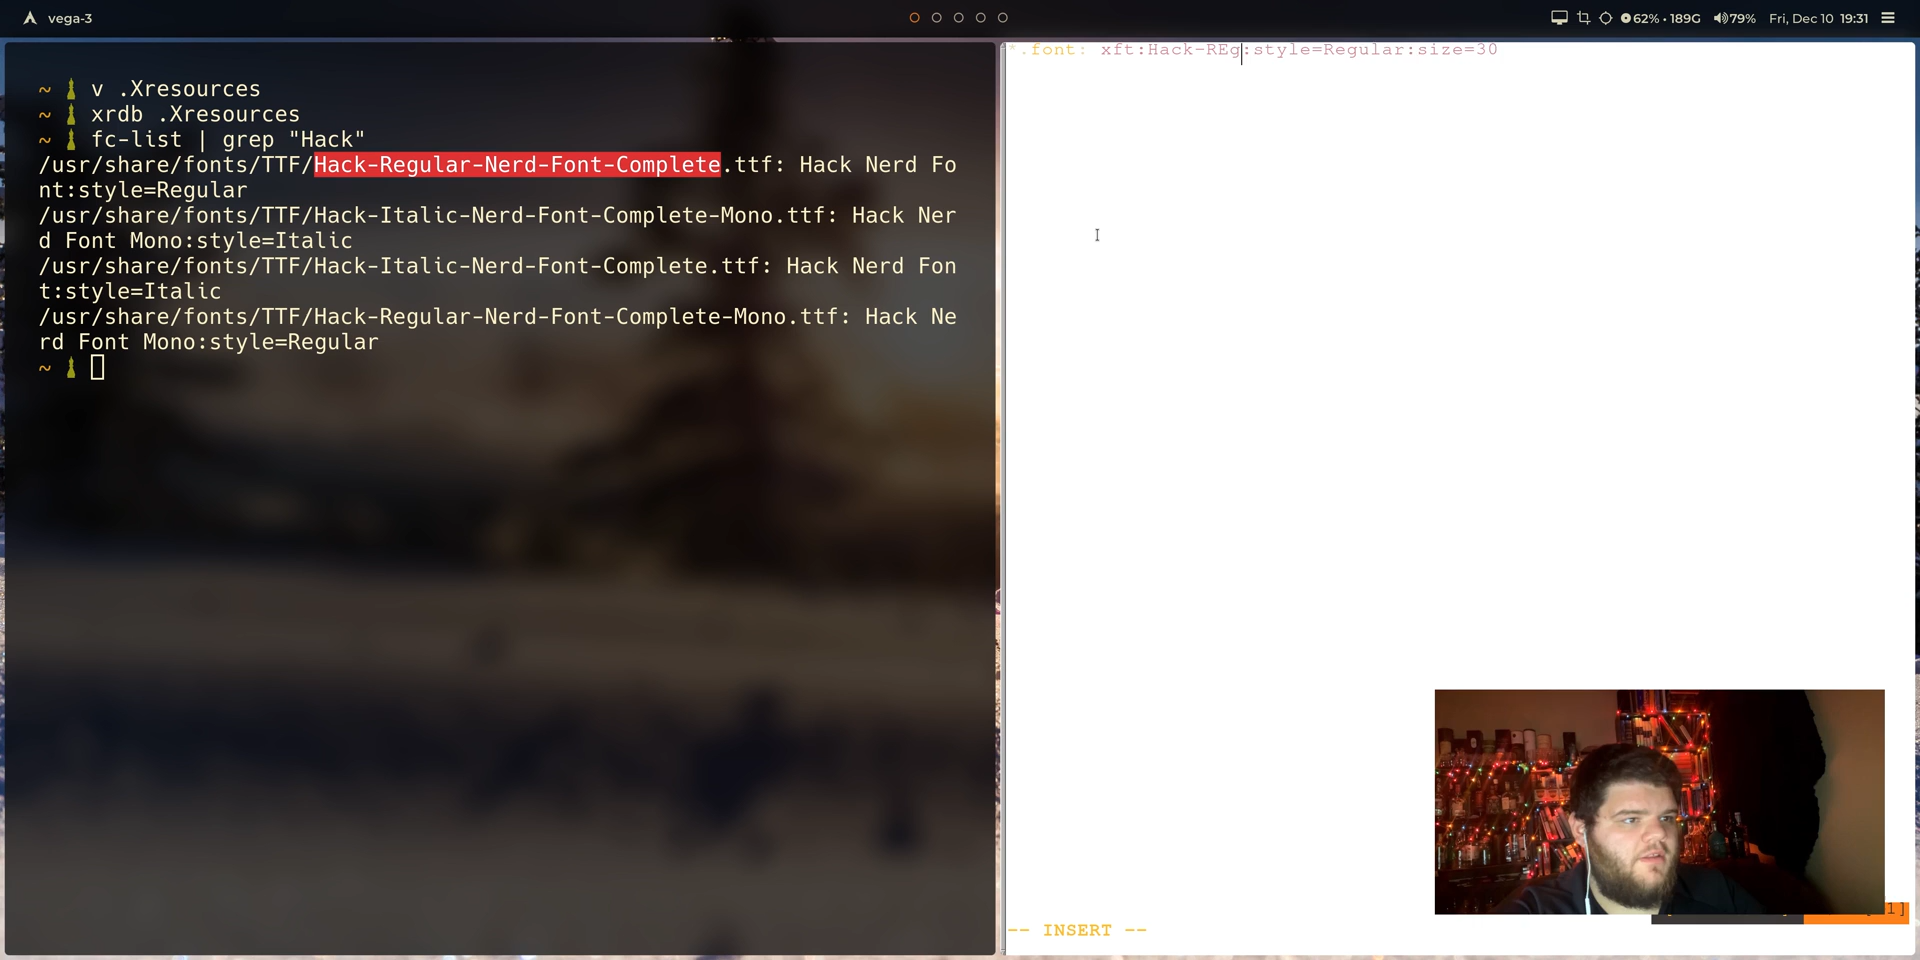 vega-3
62% • 189G 79% Fri, Dec 10 19:31
~ v .Xresources
~ xrdb .Xresources
~ fc-list | grep "Hack"
/usr/share/fonts/TTF/Hack-Regular-Nerd-Font-Complete.ttf: Hack Nerd Fo
nt:style=Regular
/usr/share/fonts/TTF/Hack-Italic-Nerd-Font-Complete-Mono.ttf: Hack Ner
d Font Mono:style=Italic
/usr/share/fonts/TTF/Hack-Italic-Nerd-Font-Complete.ttf: Hack Nerd Fon
t:style=Italic
/usr/share/fonts/TTF/Hack-Regular-Nerd-Font-Complete-Mono.ttf: Hack Ne
rd Font Mono:style=Regular
~
*.font: xft:Hack-REg:style=Regular:size=30
1]
-- INSERT --